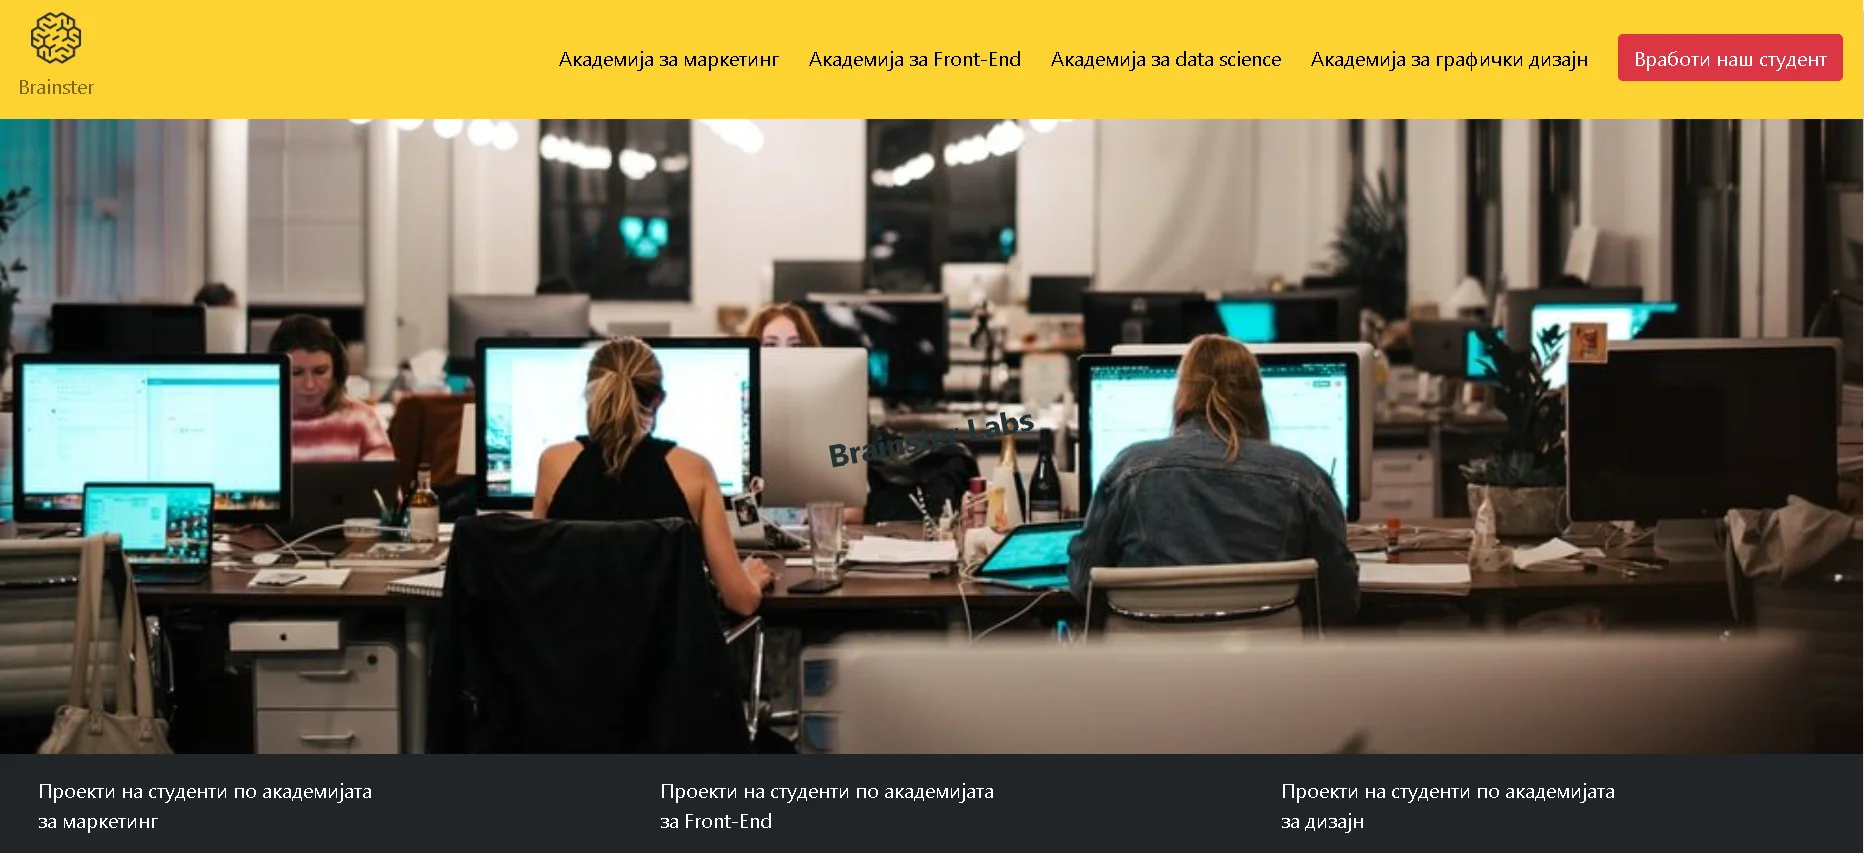 Brainster
Академија за маркетинг
Академија за Front-End
Академија за data science
Академија за графички дизајн
Вработи наш студент
Brainster Labs
Проекти на студенти по академијата
за маркетинг
Проекти на студенти по академијата
за Front-End
Проекти на студенти по академијата
за дизајн